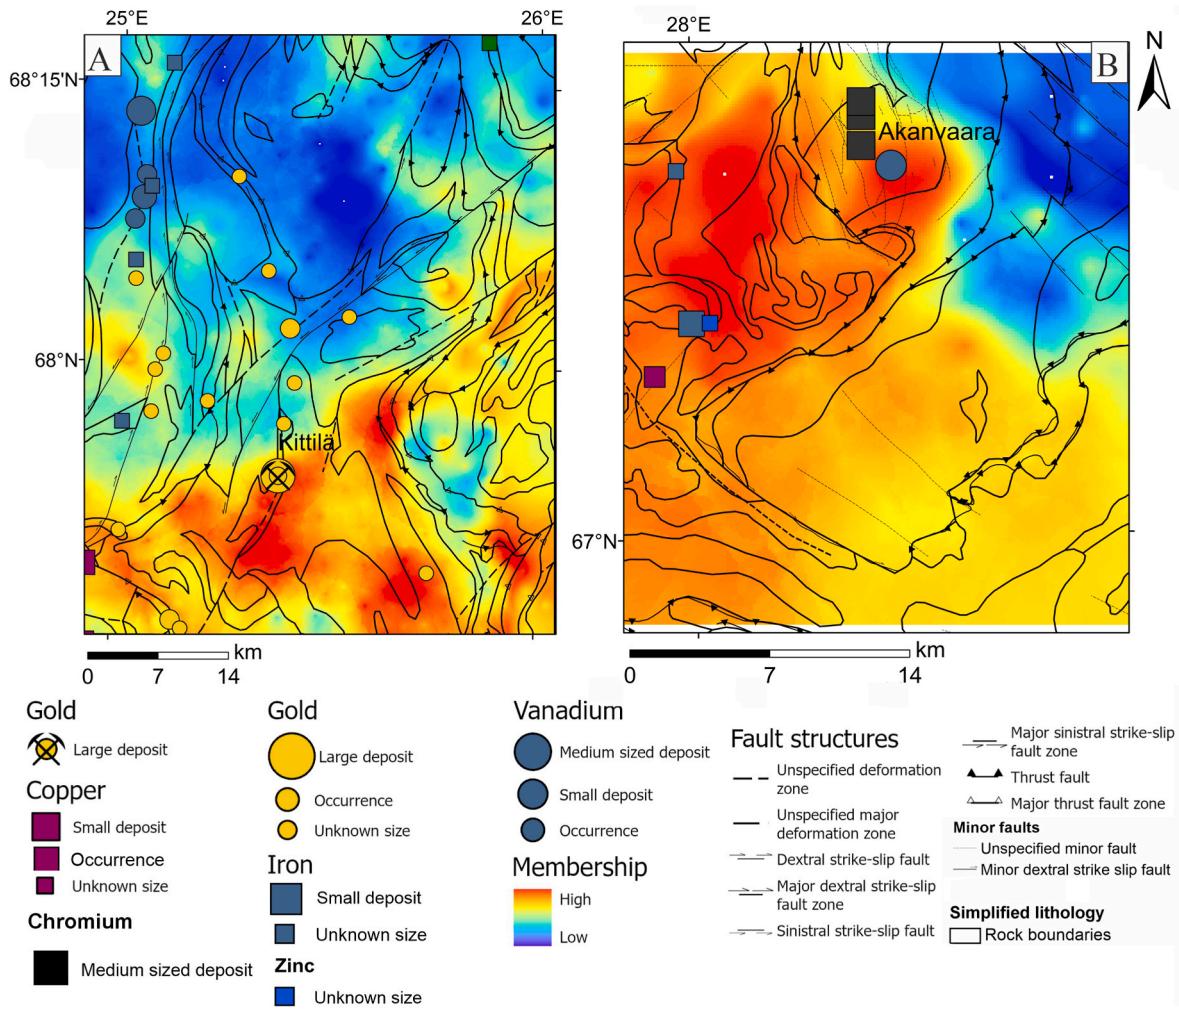 25°E
26°E
28°E
N
A
B
68°15'N
Akanvaara
68°N
Kittilä
67°N
km
0
7
14
km
0
7
14
Gold
Large deposit
Copper
Small deposit
Occurrence
Unknown size
Chromium
Medium sized deposit
Gold
Large deposit
Occurrence
Unknown size
Iron
Small deposit
Unknown size
Zinc
Unknown size
Vanadium
Medium sized deposit
Small deposit
Occurrence
Membership
High
Low
Fault structures
Unspecified deformation
zone
Unspecified major
deformation zone
Dextral strike-slip fault
Major dextral strike-slip
fault zone
Sinistral strike-slip fault
Major sinistral strike-slip
fault zone
Thrust fault
Major thrust fault zone
Minor faults
Unspecified minor fault
Minor dextral strike slip fault
Simplified lithology
Rock boundaries